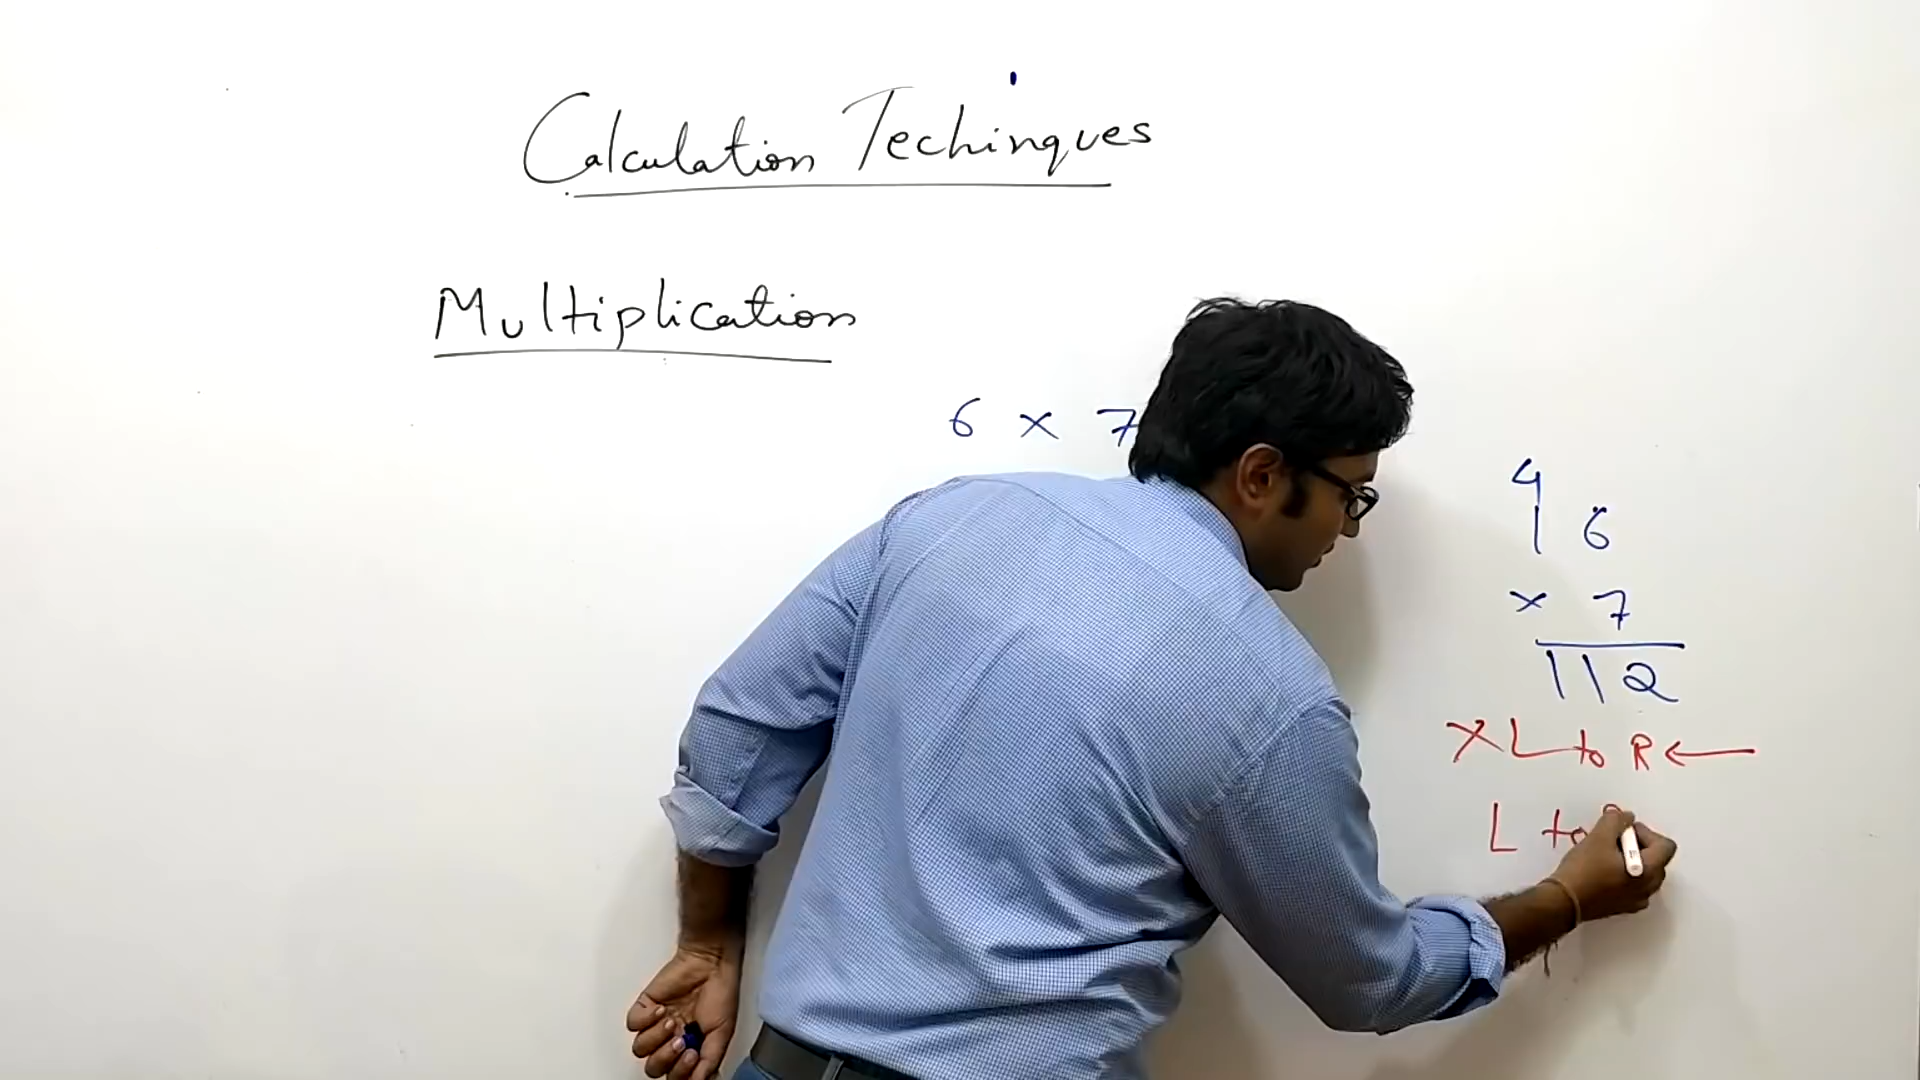 Calculation Techinques
Multiplication
6 x 7
4
1 6
x 7
112
X L to R ←
L to